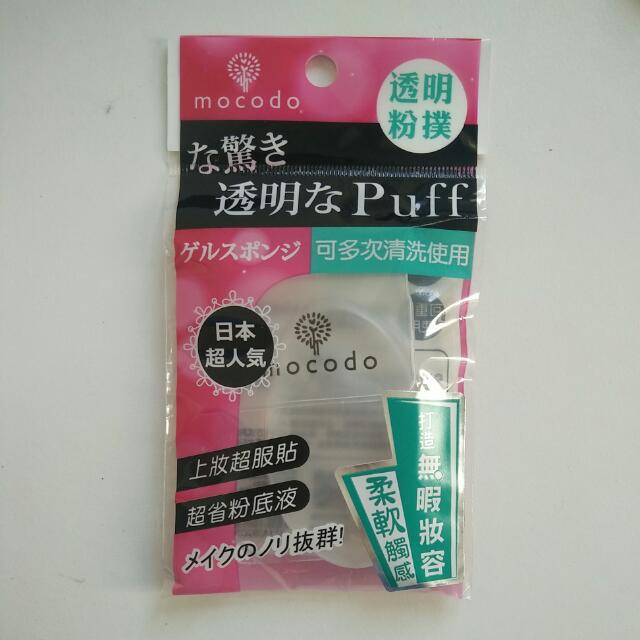 mocodo
透明
粉撲
な驚き
透明なPuff
ゲルスポンジ
可多次清洗使用
日本
超人気
mocodo
上妝超服貼
超省粉底液
メイクのノリ抜群!
打造無暇妝容
柔軟觸感